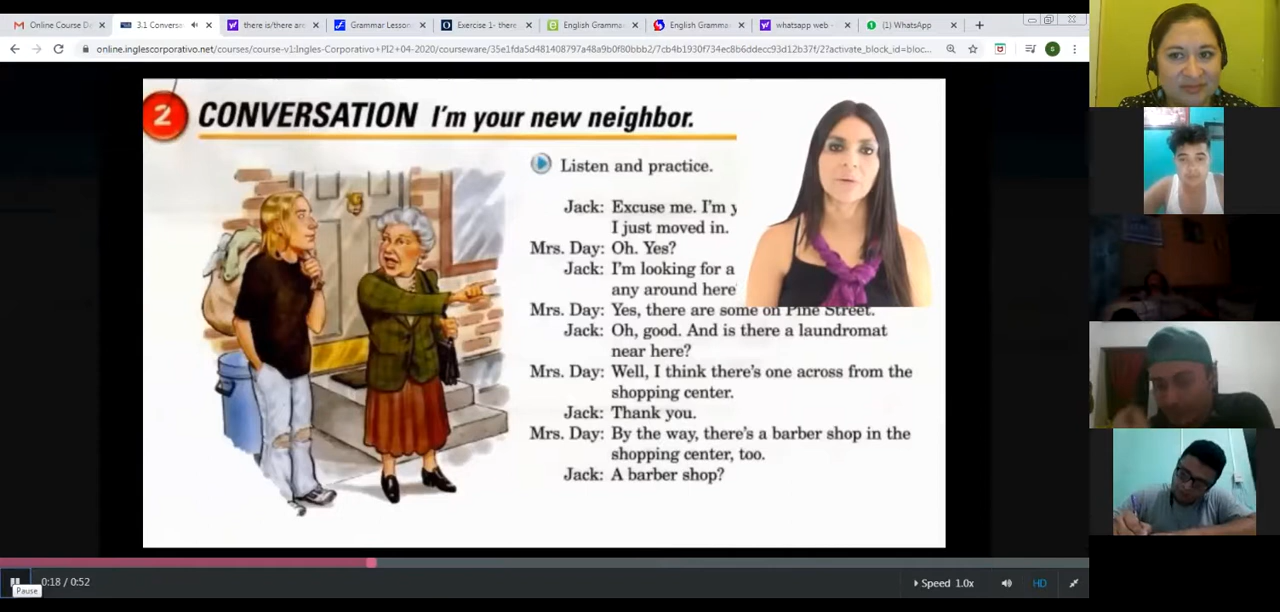 Online Course Da
3.1 Conversa
there is/there are
Grammar Lesson
Exercise 1- there
English Gramma
English Gramma
whatsapp web -
(1) WhatsApp
online.inglescorporativo.net/courses/course-v1:Ingles-Corporativo+PI2+04-2020/courseware/35e1fda5d481408797a48a9b0f80bbb2/7cb4b1930f734ec8b6ddecc93d12b37f/2?activate_block_id=bloc...
2 CONVERSATION I'm your new neighbor.
Listen and practice.
Jack: Excuse me. I'm y
I just moved in.
Mrs. Day: Oh. Yes?
Jack: I'm looking for a
any around here
Mrs. Day: Yes, there are some on Pine Street.
Jack: Oh, good. And is there a laundromat
near here?
Mrs. Day: Well, I think there's one across from the
shopping center.
Jack: Thank you.
Mrs. Day: By the way, there's a barber shop in the
shopping center, too.
Jack: A barber shop?
0:18 / 0:52
Speed 1.0x
HD
Pause